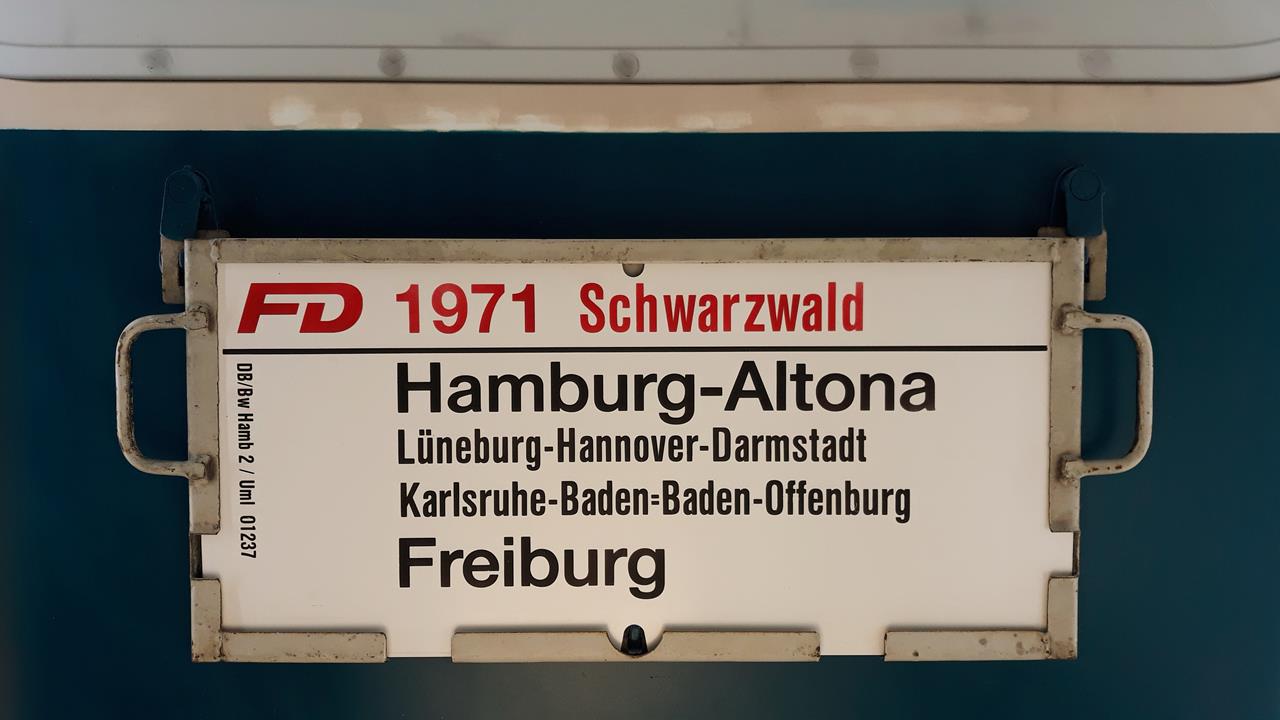 FD 1971 Schwarzwald
Hamburg-Altona
Lüneburg-Hannover-Darmstadt
Karlsruhe-Baden=Baden-Offenburg
Freiburg
DB/Bw Hamb 2 / Uml 01237